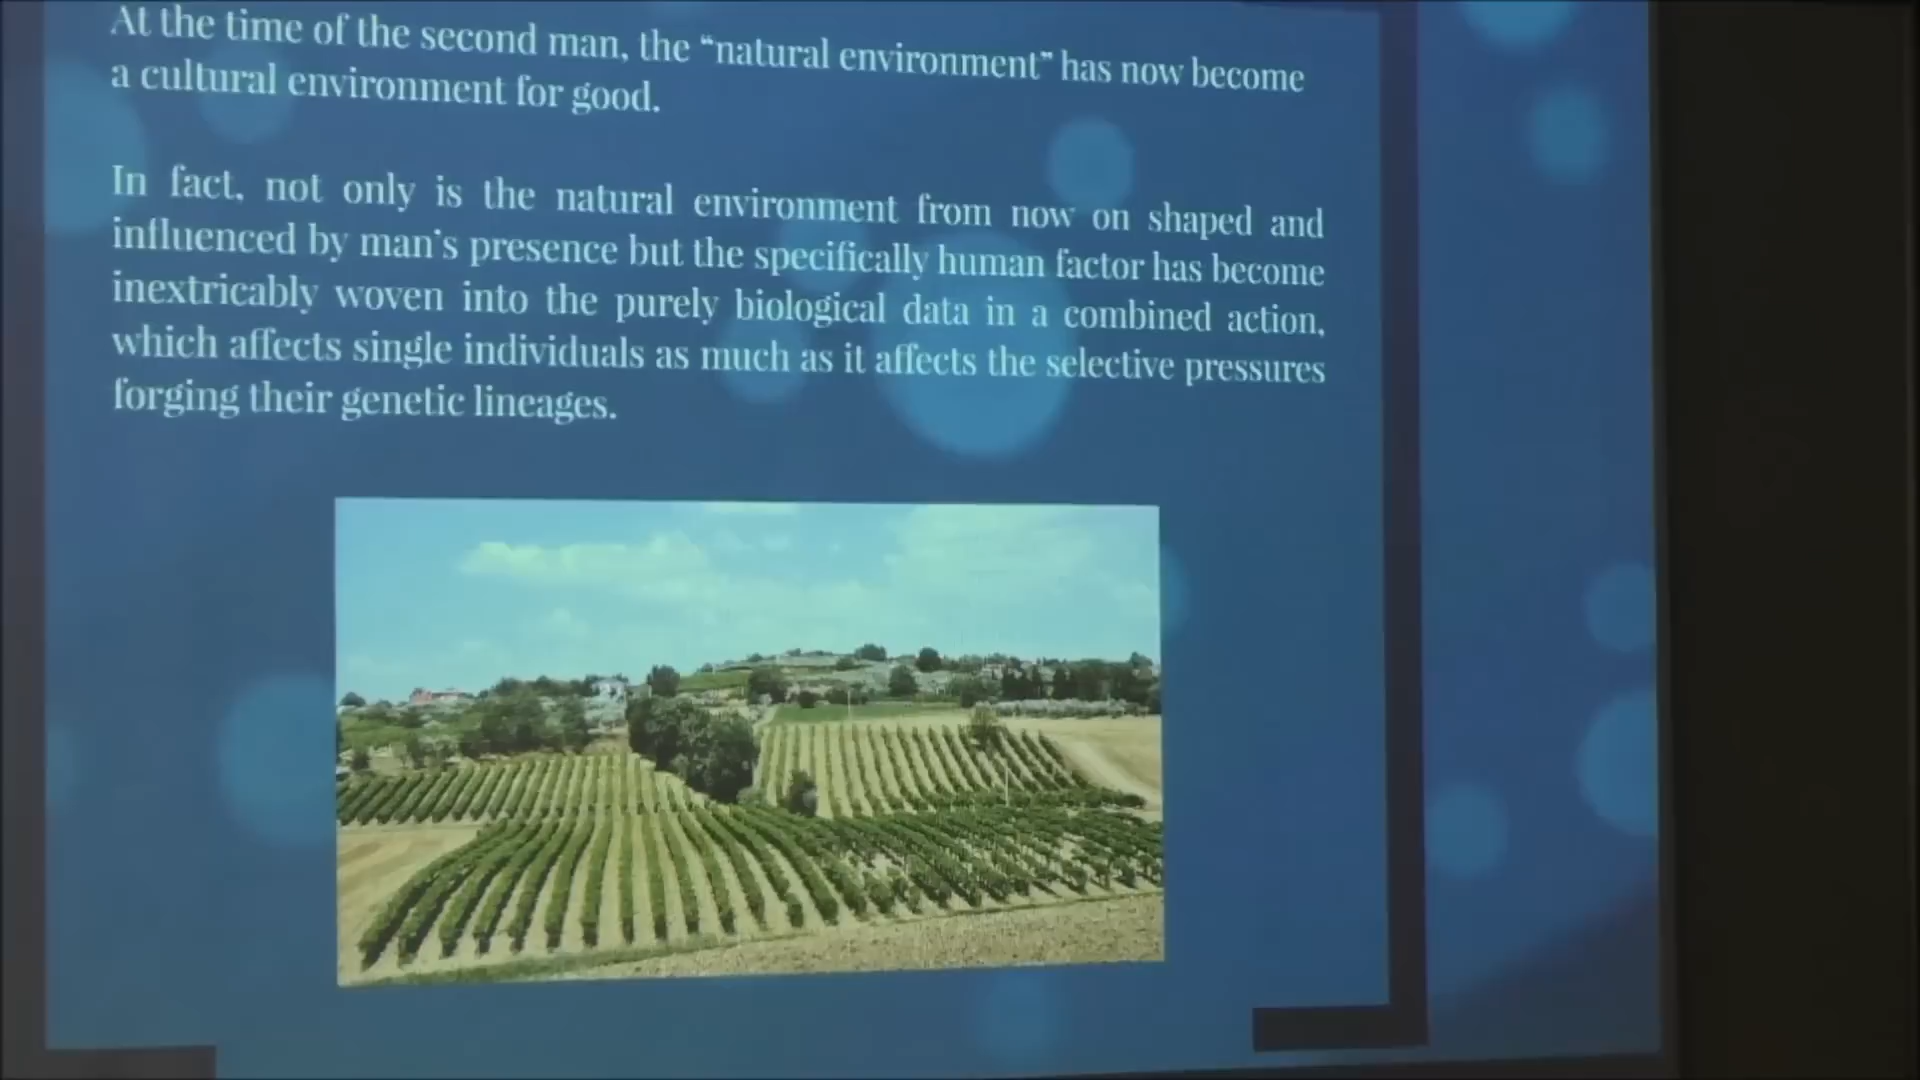 At the time of the second man, the “natural environment” has now become
a cultural environment for good.
In fact, not only is the natural environment from now on shaped and
influenced by man's presence but the specifically human factor has become
inextricably woven into the purely biological data in a combined action,
which affects single individuals as much as it affects the selective pressures
forging their genetic lineages.